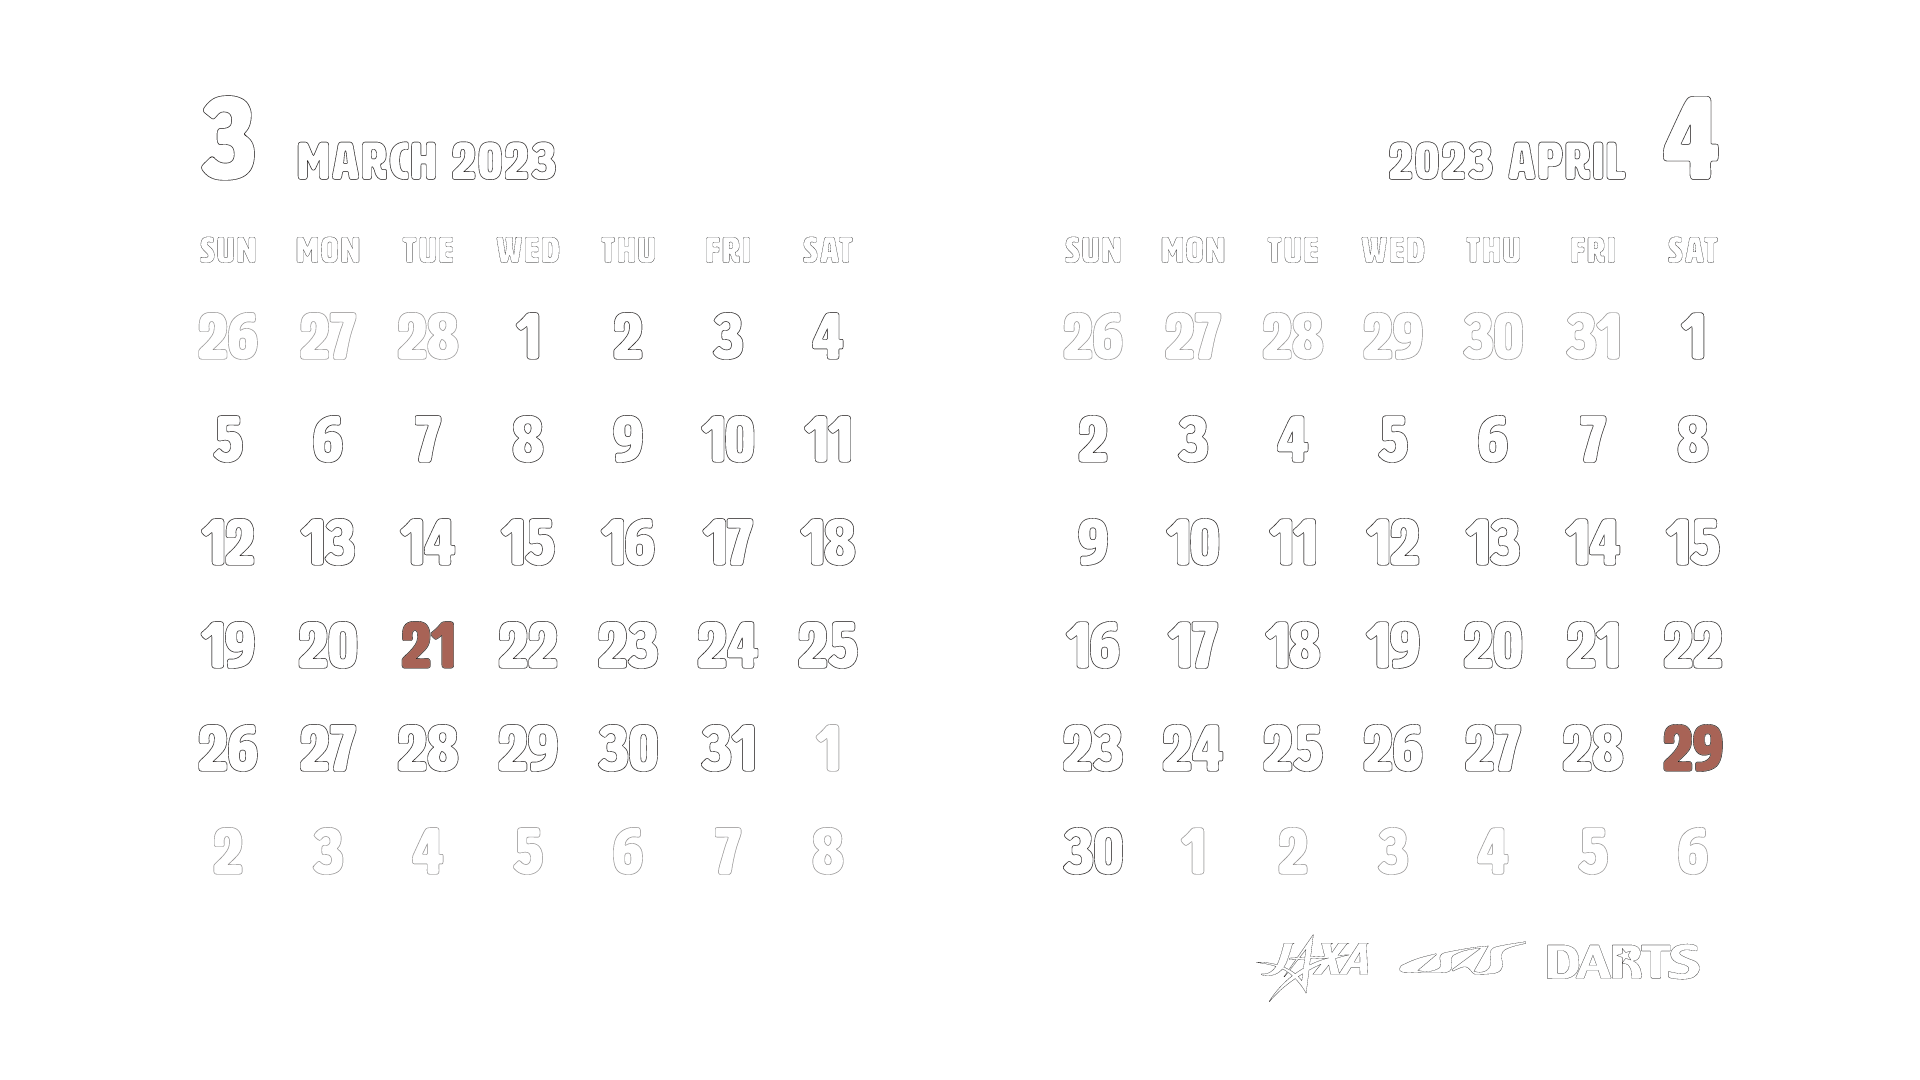 3 MARCH 2023
SUN MON TUE WED THU FRI SAT
26 27 28 1 2 3 4
5 6 7 8 9 10 11
12 13 14 15 16 17 18
19 20 21 22 23 24 25
26 27 28 29 30 31 1
2 3 4 5 6 7 8
2023 APRIL 4
SUN MON TUE WED THU FRI SAT
26 27 28 29 30 31 1
2 3 4 5 6 7 8
9 10 11 12 13 14 15
16 17 18 19 20 21 22
23 24 25 26 27 28 29
30 1 2 3 4 5 6
JAXA ISAS DARTS